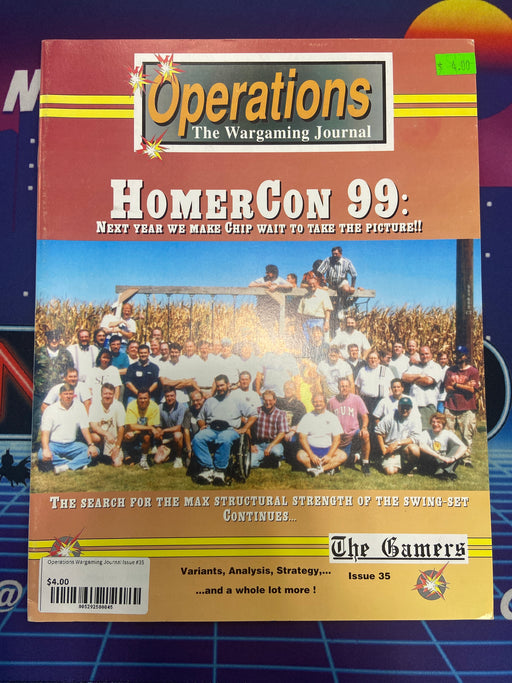 $ 4.00
Operations
The Wargaming Journal
HomerCon 99:
Next year we make Chip wait to take the picture!!
The search for the max structural strength of the swing-set
Continues...
The Gamers
Operations Wargaming Journal Issue #35
$4.00
Variants, Analysis, Strategy,...
Issue 35
...and a whole lot more !
N
@
@